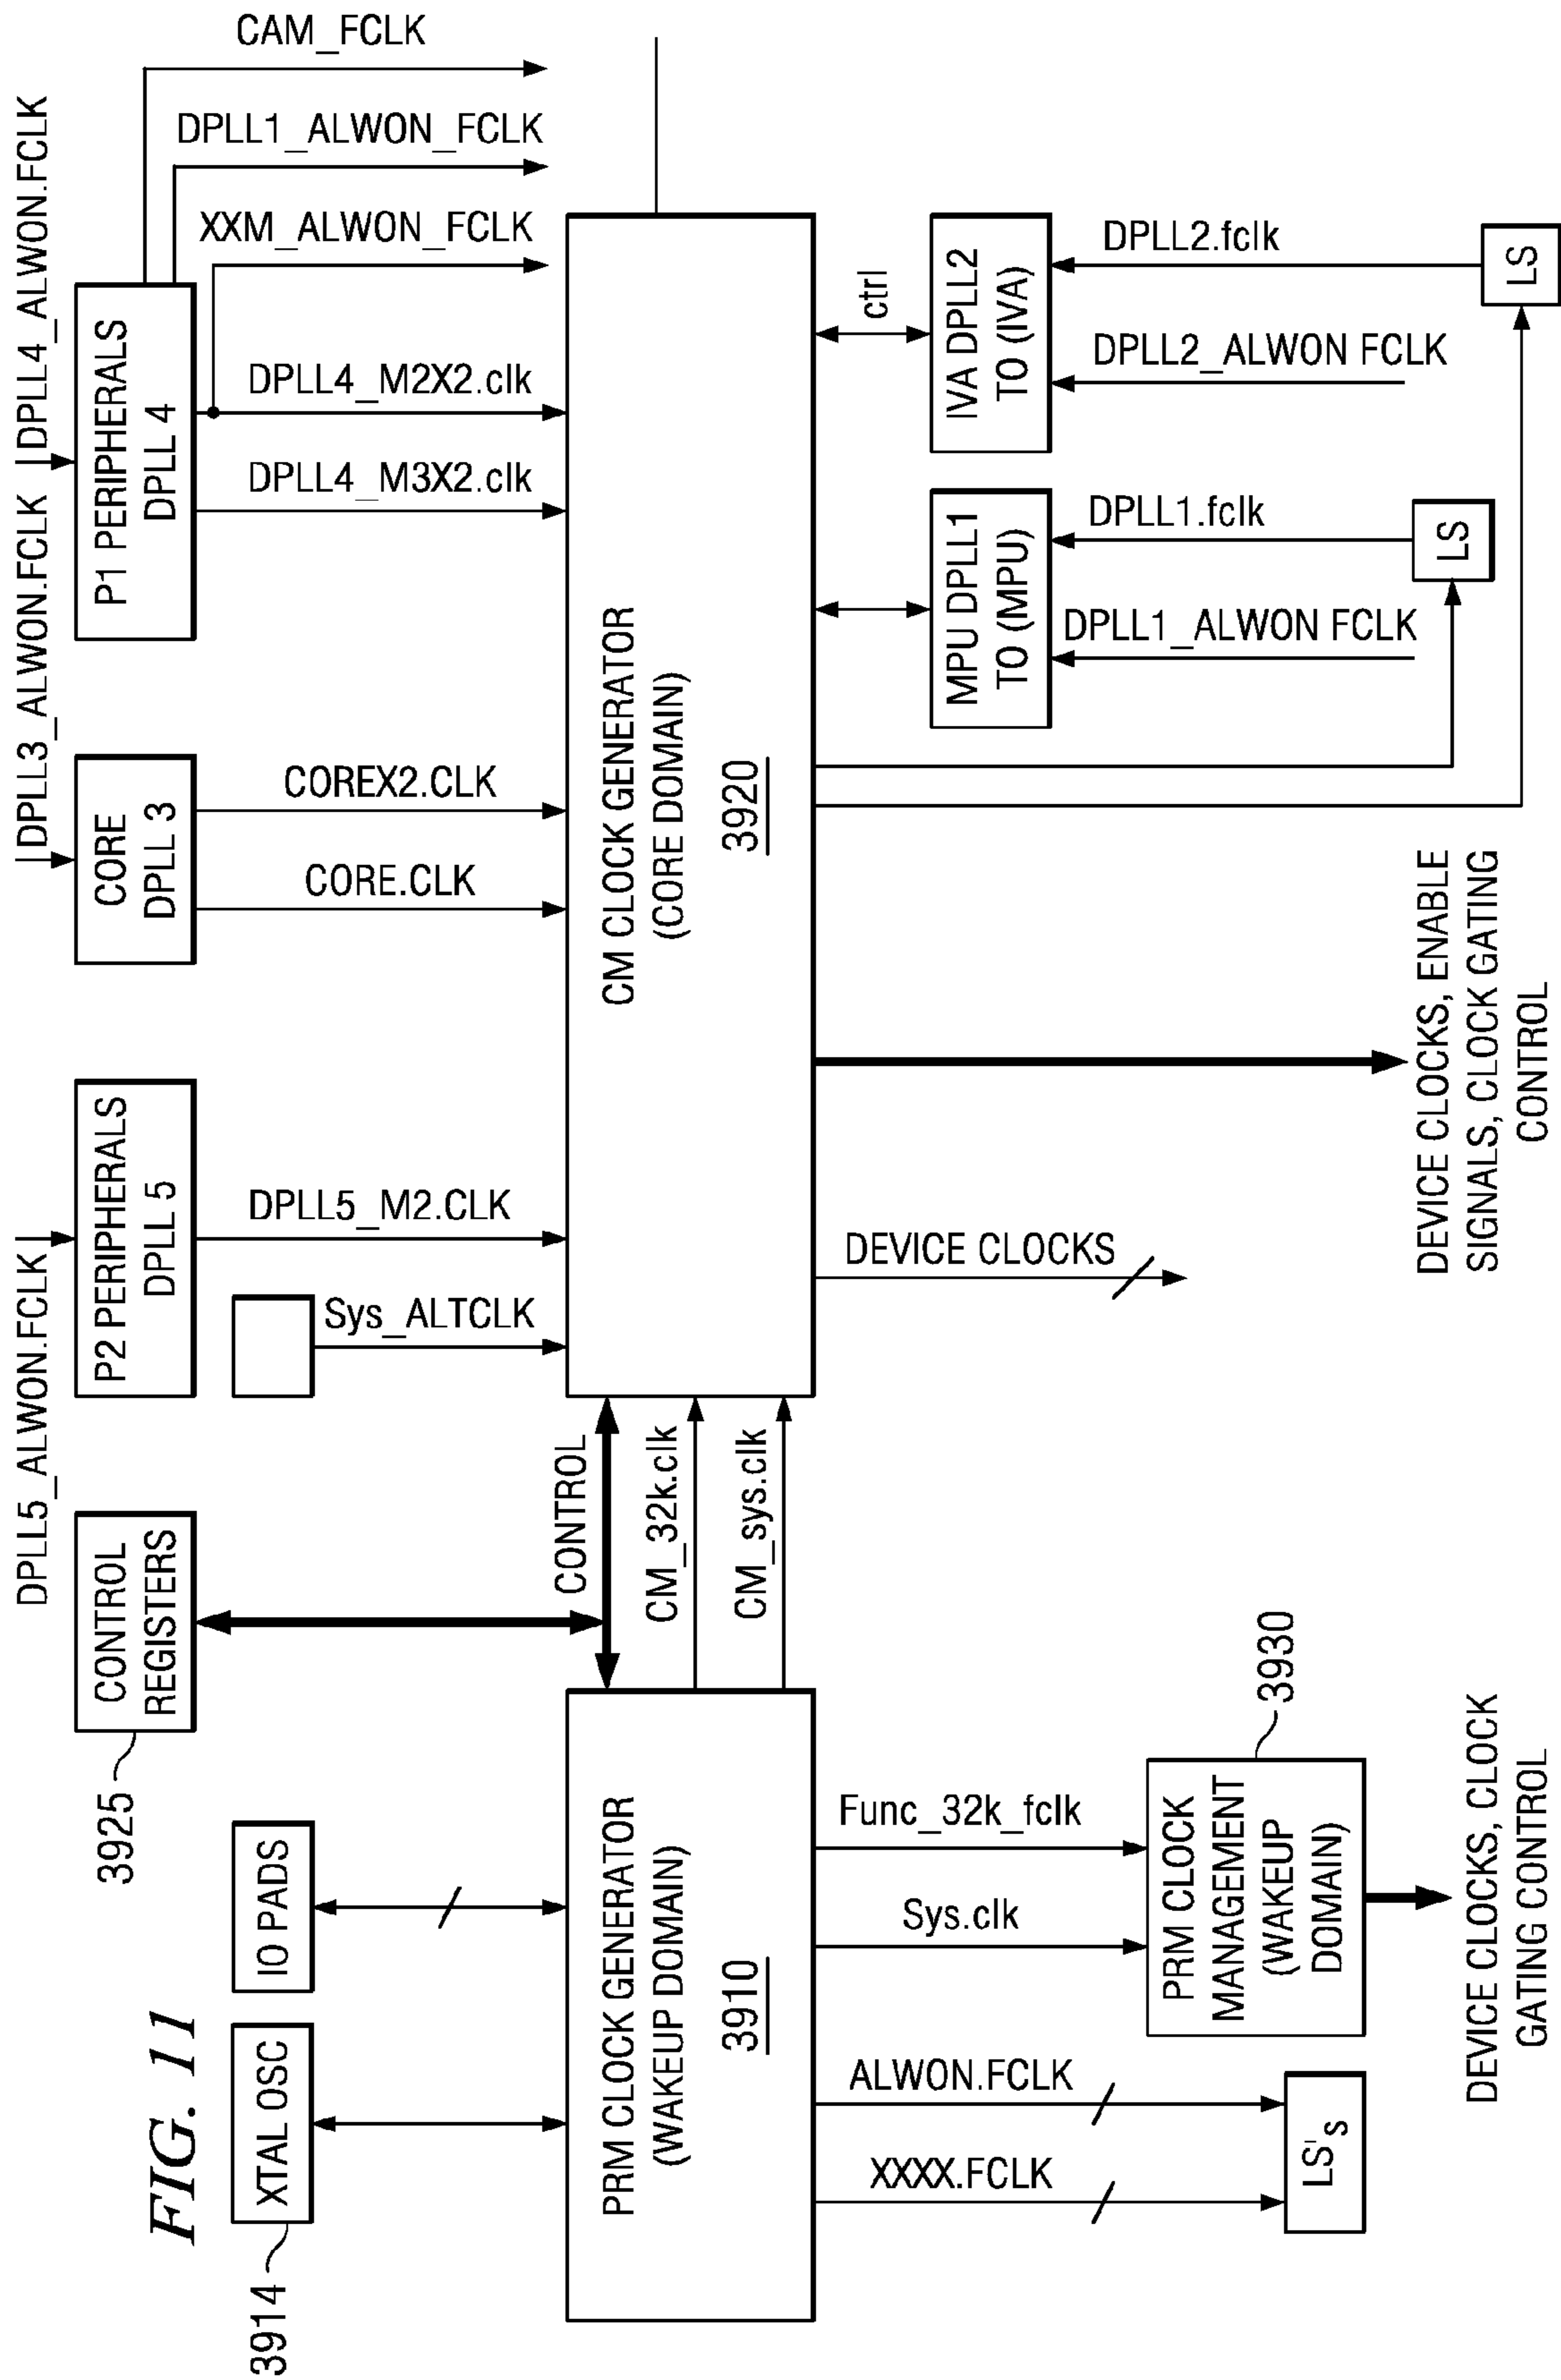 FIG. 11
DPLL5_ALWON.FCLK
DPLL3_ALWON.FCLK
DPLL4_ALWON.FCLK
3914
XTAL OSC
IO PADS
3925
CONTROL
REGISTERS
P2 PERIPHERALS
DPLL 5
CORE
DPLL 3
P1 PERIPHERALS
DPLL 4
CAM_FCLK
DPLL1_ALWON_FCLK
XXM_ALWON_FCLK
DPLL4_M2X2.clk
DPLL4_M3X2.clk
COREX2.CLK
CORE.CLK
DPLL5_M2.CLK
Sys_ALTCLK
PRM CLOCK GENERATOR
(WAKEUP DOMAIN)
3910
CONTROL
CM_32k.clk
CM_sys.clk
CM CLOCK GENERATOR
(CORE DOMAIN)
3920
XXXX.FCLK
ALWON.FCLK
Sys.clk
Func_32k_fclk
DEVICE CLOCKS
ctrl
LS's
PRM CLOCK
MANAGEMENT
(WAKEUP
DOMAIN)
3930
MPU DPLL1
TO (MPU)
IVA DPLL2
TO (IVA)
DPLL1_ALWON FCLK
DPLL1.fclk
DPLL2_ALWON FCLK
DPLL2.fclk
LS
LS
DEVICE CLOCKS, CLOCK
GATING CONTROL
DEVICE CLOCKS, ENABLE
SIGNALS, CLOCK GATING
CONTROL